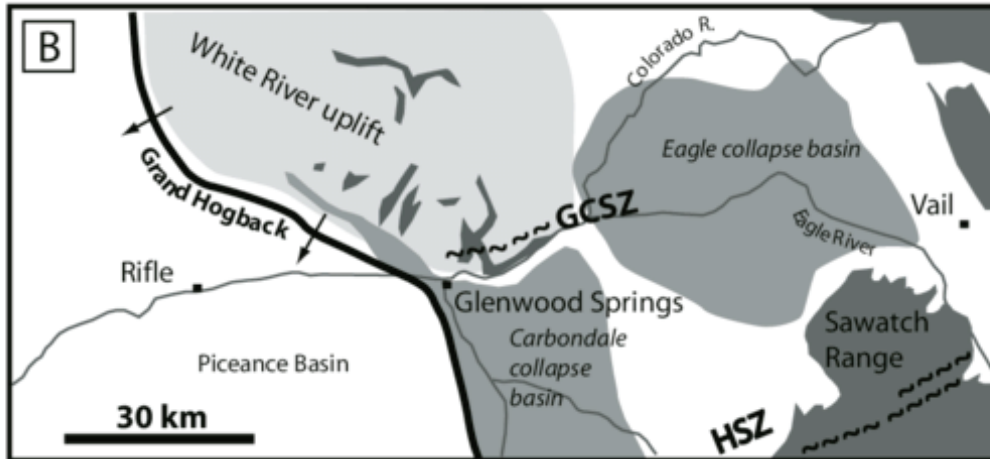 B
White River uplift
Colorado R.
Eagle collapse basin
Grand Hogback
GCSZ
Vail
Eagle River
Rifle
Glenwood Springs
Sawatch
Range
Carbondale
collapse
basin
Piceance Basin
30 km
HSZ